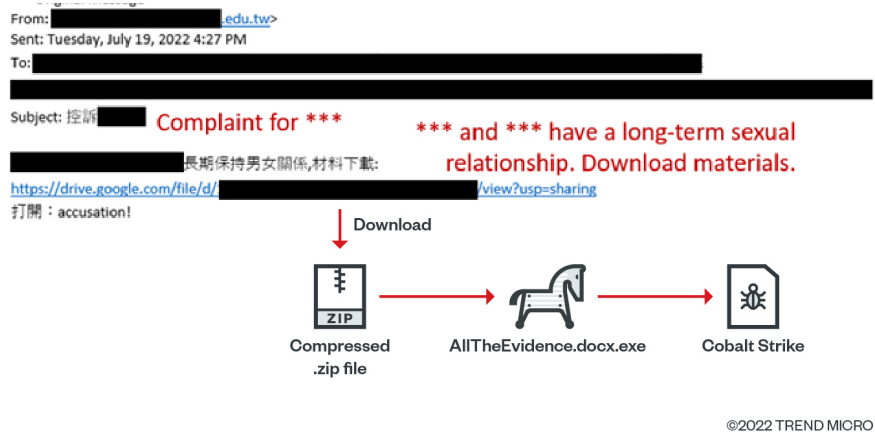 From: .edu.tw>
Sent: Tuesday, July 19, 2022 4:27 PM
To:
Subject: 控訴
Complaint for ***
*** and *** have a long-term sexual
relationship. Download materials.
長期保持男女關係,材料下載:
https://drive.google.com/file/d/ /view?usp=sharing
打開：accusation!
Download
ZIP
Compressed
.zip file
AllTheEvidence.docx.exe
Cobalt Strike
©2022 TREND MICRO